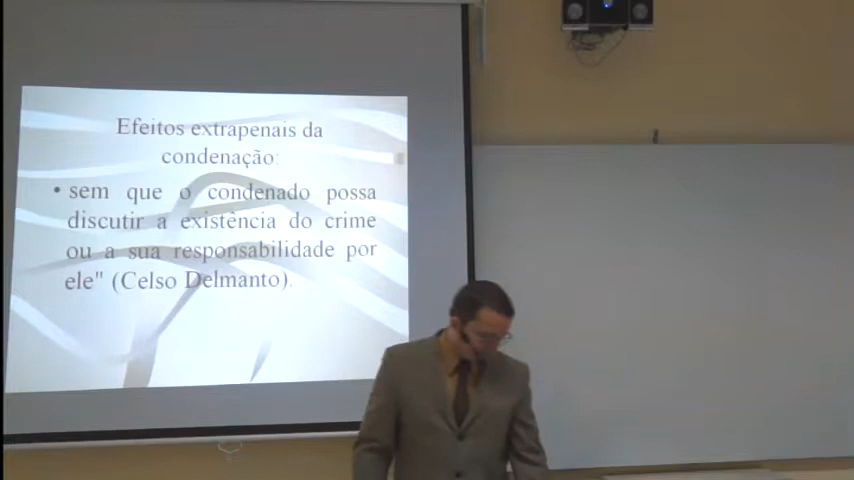 Efeitos extrapenais da
condenação:
• sem que o condenado possa
discutir a existência do crime
ou a sua responsabilidade por
ele" (Celso Delmanto).